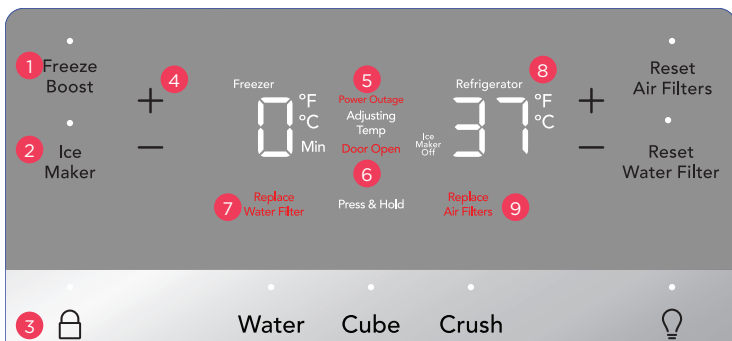 1 Freeze
Boost
2 Ice
Maker
+ 4
−
Freezer
0 °F
°C
Min
5
Power Outage
Adjusting
Temp
Door Open
6
Press & Hold
7 Replace
Water Filter
Refrigerator 8
37 °F
°C
Ice
Maker
Off
Replace
Air Filters 9
+
−
Reset
Air Filters
Reset
Water Filter
3 Water Cube Crush